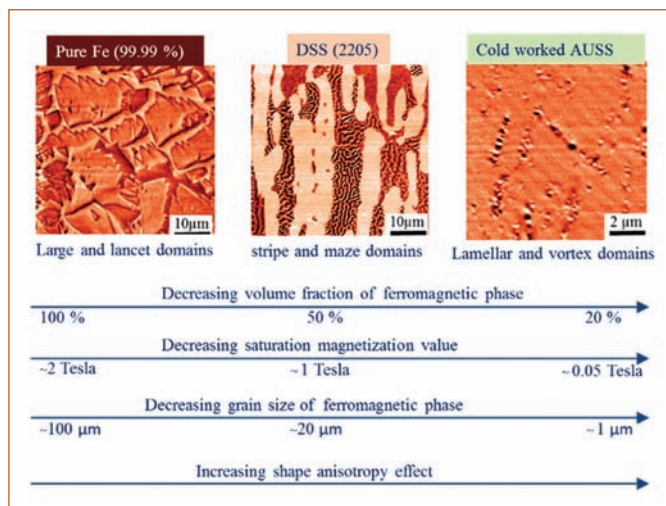 Pure Fe (99.99 %) DSS (2205) Cold worked AUSS
10µm 10µm 2 µm
Large and lancet domains stripe and maze domains Lamellar and vortex domains
Decreasing volume fraction of ferromagnetic phase
100 % 50 % 20 %
Decreasing saturation magnetization value
~2 Tesla ~1 Tesla ~0.05 Tesla
Decreasing grain size of ferromagnetic phase
~100 µm ~20 µm ~1 µm
Increasing shape anisotropy effect